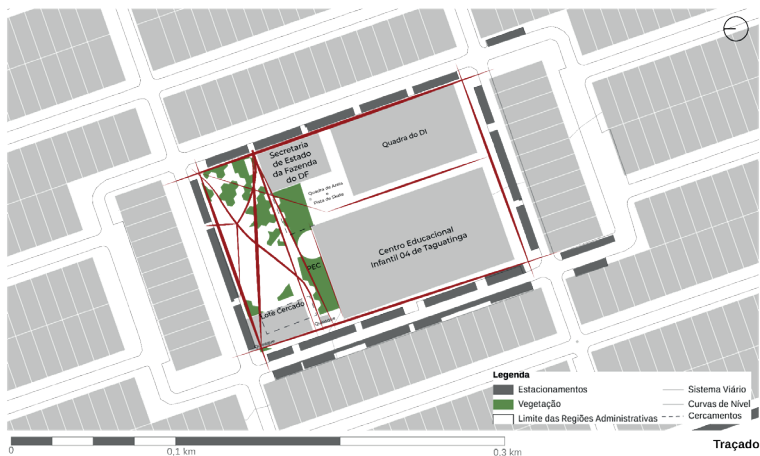 Secretaria
de Estado
da Fazenda
do DF
Quadra do DI
Quadra de Areia
e
Pista de Skate
Centro Educacional
Infantil 04 de Taguatinga
PEC
Lote Cercado
Quiosque
Quiosque
Legenda
Estacionamentos
Vegetação
Limite das Regiões Administrativas
Sistema Viário
Curvas de Nível
Cercamentos
0
0,1 km
0.3 km
Traçado